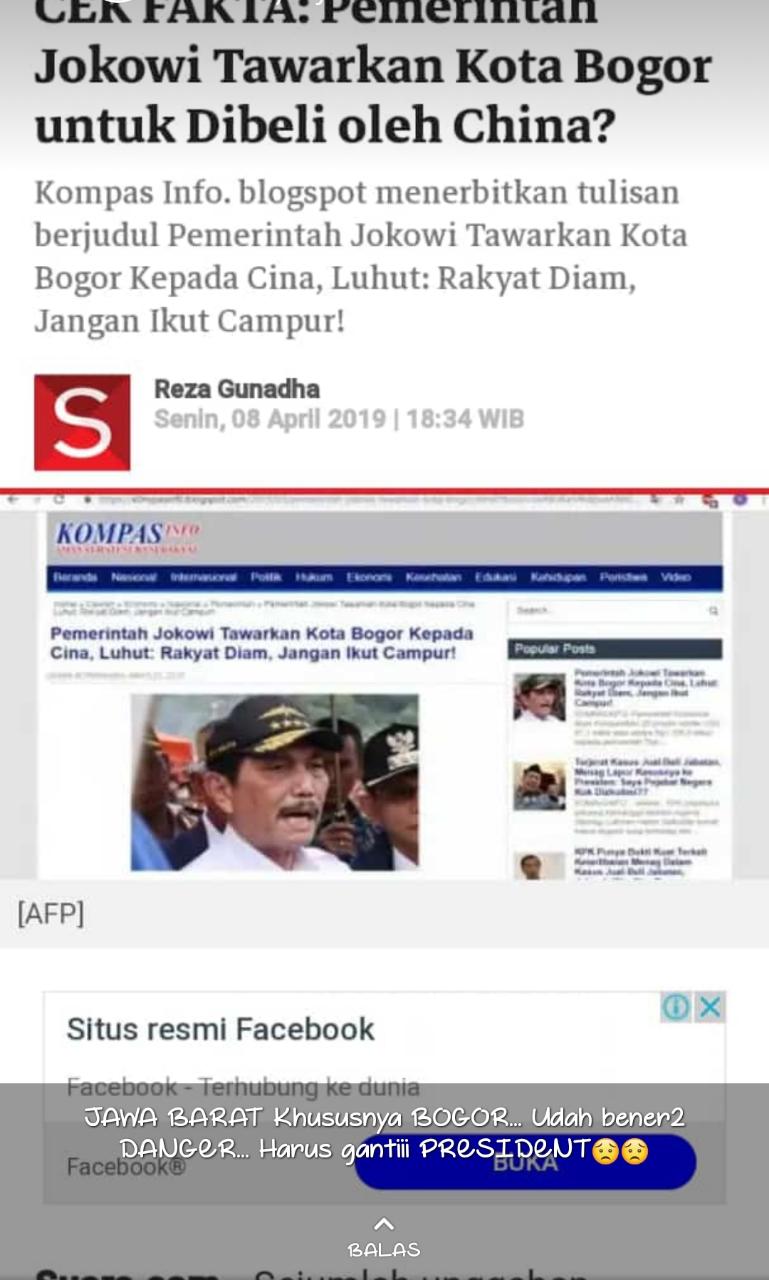 CEK FAKTA: Pemerintah
Jokowi Tawarkan Kota Bogor
untuk Dibeli oleh China?
Kompas Info. blogspot menerbitkan tulisan
berjudul Pemerintah Jokowi Tawarkan Kota
Bogor Kepada Cina, Luhut: Rakyat Diam,
Jangan Ikut Campur!
S
Reza Gunadha
Senin, 08 April 2019 | 18:34 WIB
KOMPAS INFO
Beranda Nasional Internasional Politik Hukum Ekonomi Kesehatan Edukasi Kehidupan Peristiwa Video
Pemerintah Jokowi Tawarkan Kota Bogor Kepada
Cina, Luhut: Rakyat Diam, Jangan Ikut Campur!
Search...
Popular Posts
Pemerintah Jokowi Tawarkan
Kota Bogor Kepada Cina, Luhut:
Rakyat Diam, Jangan Ikut
Campur!
Terjerat Kasus Jual-Beli Jabatan,
Menag Lapor Kasusnya ke
Presiden: Saya Pejabat Negara
Kok
KPK Punya Bukti Kuat Terkait
Keterlibatan Menag Dalam
Kasus Jual-Beli Jabatan,
[AFP]
Situs resmi Facebook
Facebook - Terhubung ke dunia
JAWA BARAT Khususnya BOGOR... Udah bener2
DANGER... Harus gantiiii PRESIDENT😟😟
Facebook®
BUKA
BALAS
Suara.com - Sejumlah unggahan